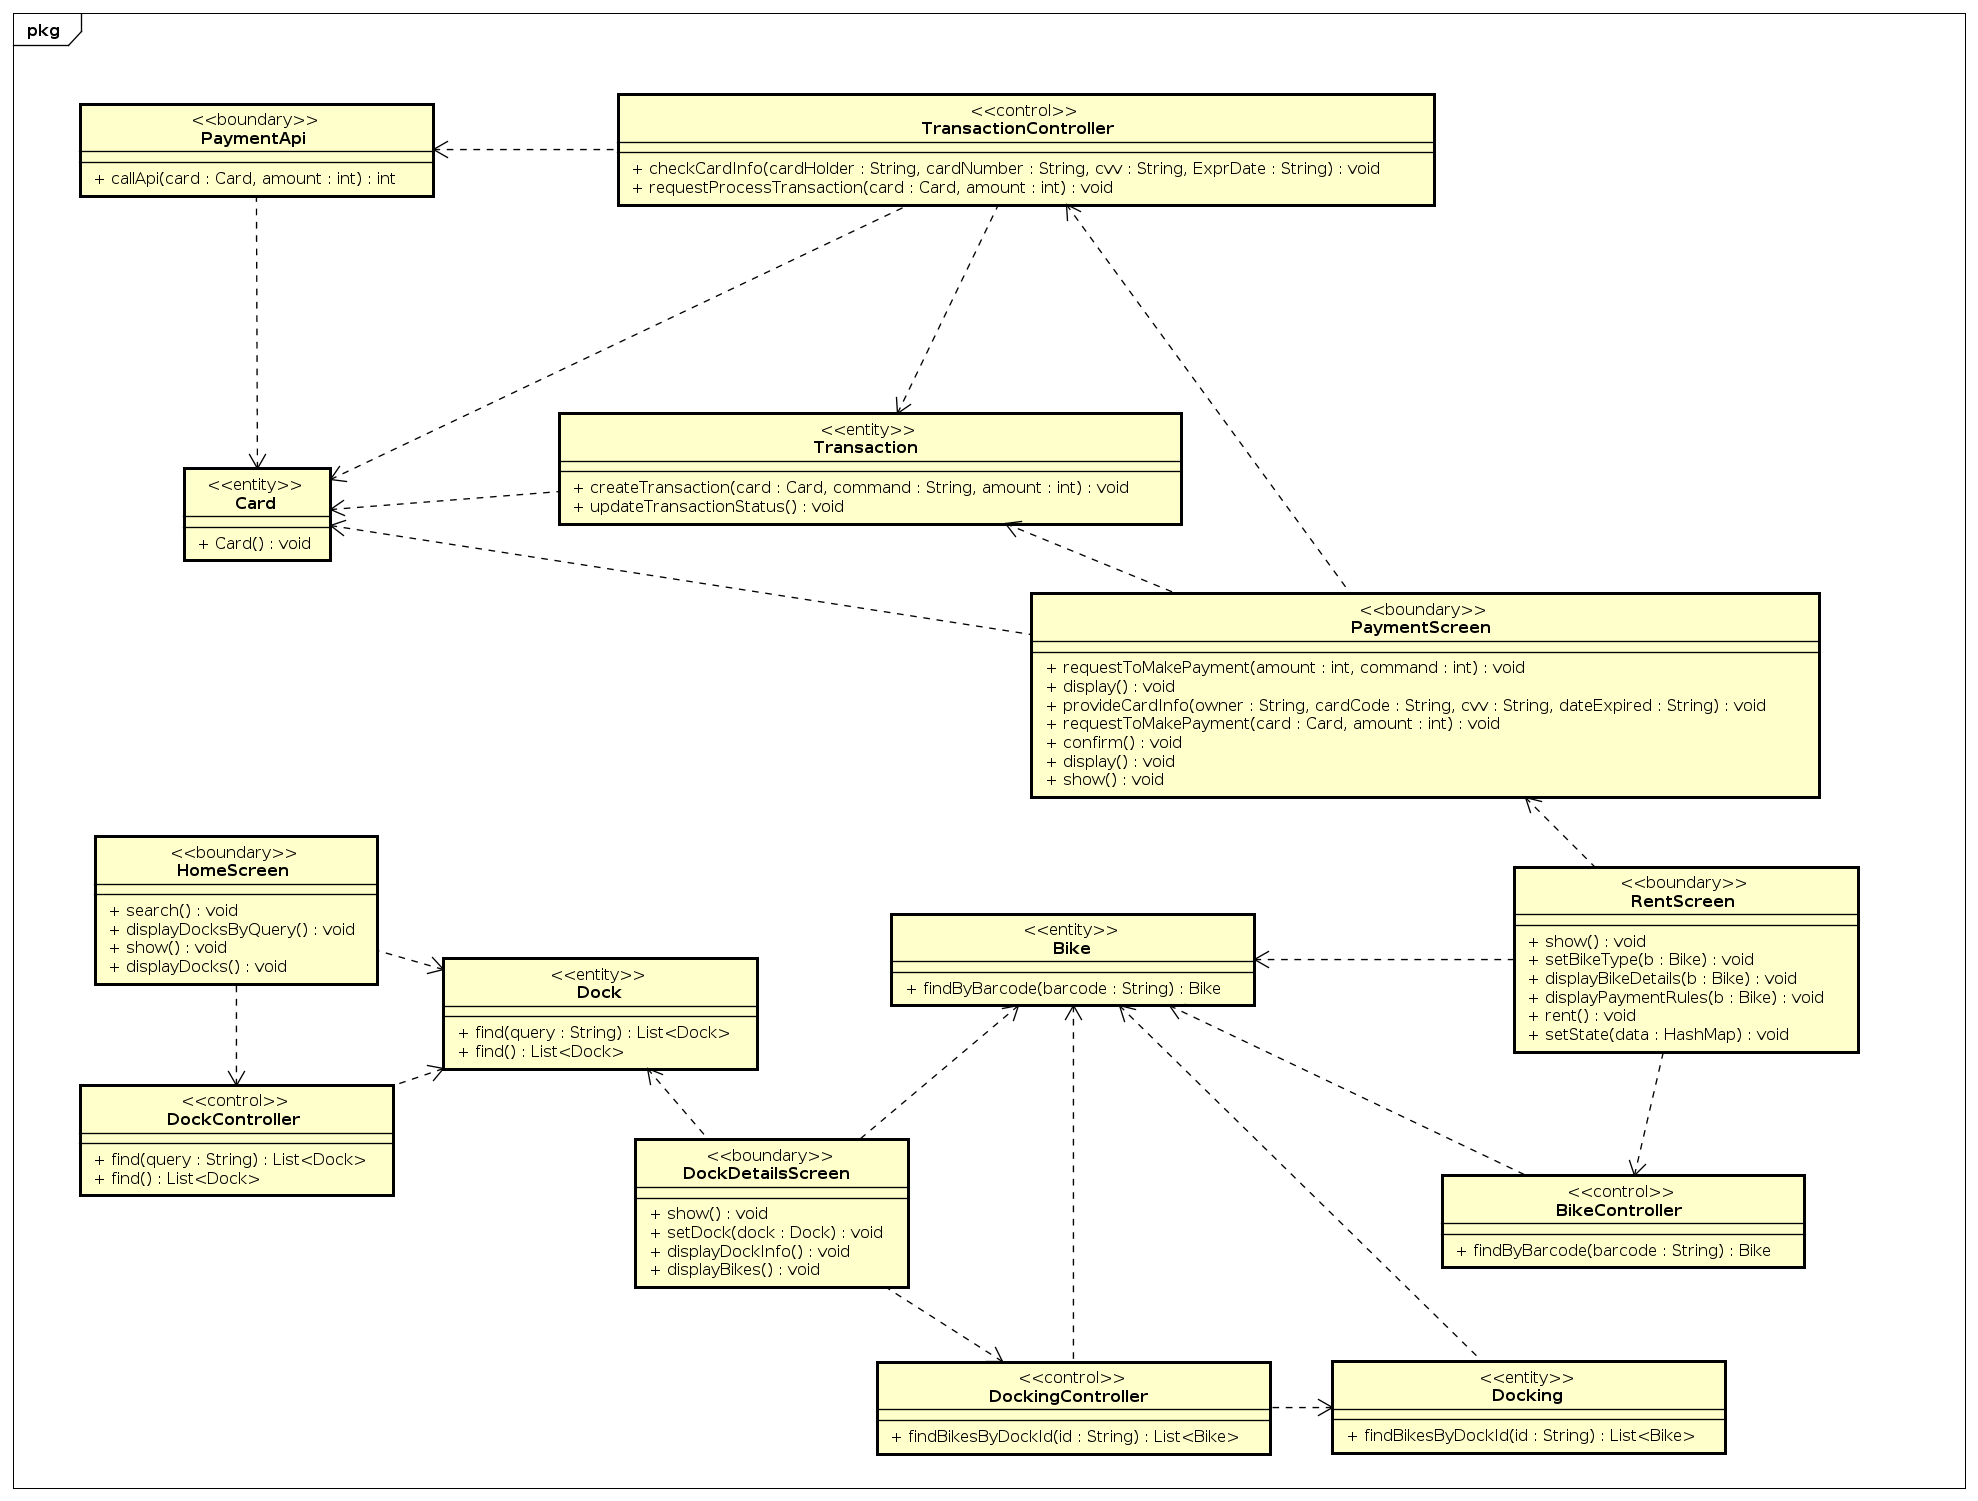 pkg
<<boundary>>
PaymentApi
+ callApi(card : Card, amount : int) : int
<<control>>
TransactionController
+ checkCardInfo(cardHolder : String, cardNumber : String, cvv : String, ExprDate : String) : void
+ requestProcessTransaction(card : Card, amount : int) : void
<<entity>>
Transaction
+ createTransaction(card : Card, command : String, amount : int) : void
+ updateTransactionStatus() : void
<<entity>>
Card
+ Card() : void
<<boundary>>
PaymentScreen
+ requestToMakePayment(amount : int, command : int) : void
+ display() : void
+ provideCardInfo(owner : String, cardCode : String, cvv : String, dateExpired : String) : void
+ requestToMakePayment(card : Card, amount : int) : void
+ confirm() : void
+ display() : void
+ show() : void
<<boundary>>
HomeScreen
+ search() : void
+ displayDocksByQuery() : void
+ show() : void
+ displayDocks() : void
<<entity>>
Dock
+ find(query : String) : List<Dock>
+ find() : List<Dock>
<<entity>>
Bike
+ findByBarcode(barcode : String) : Bike
<<boundary>>
RentScreen
+ show() : void
+ setBikeType(b : Bike) : void
+ displayBikeDetails(b : Bike) : void
+ displayPaymentRules(b : Bike) : void
+ rent() : void
+ setState(data : HashMap) : void
<<control>>
DockController
+ find(query : String) : List<Dock>
+ find() : List<Dock>
<<boundary>>
DockDetailsScreen
+ show() : void
+ setDock(dock : Dock) : void
+ displayDockInfo() : void
+ displayBikes() : void
<<control>>
BikeController
+ findByBarcode(barcode : String) : Bike
<<control>>
DockingController
+ findBikesByDockId(id : String) : List<Bike>
<<entity>>
Docking
+ findBikesByDockId(id : String) : List<Bike>